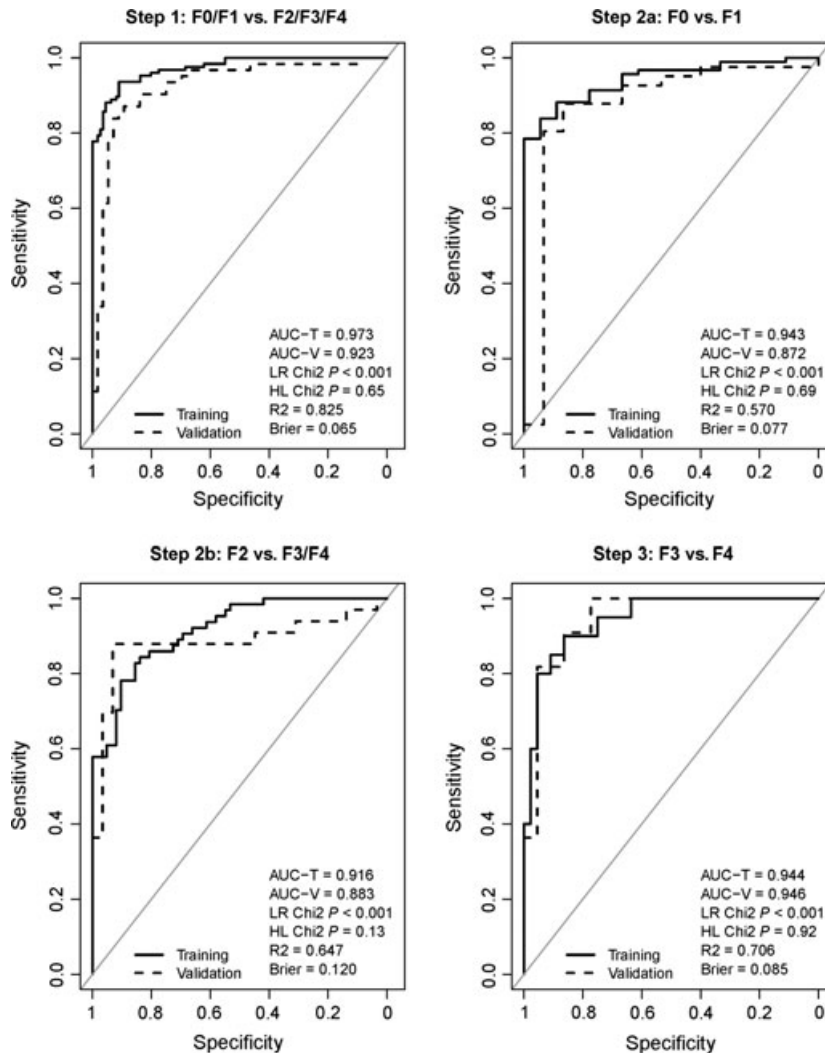 Step 1: F0/F1 vs. F2/F3/F4
Sensitivity
1.0
0.8
0.6
0.4
0.2
0.0
AUC−T = 0.973
AUC−V = 0.923
LR Chi2 P < 0.001
HL Chi2 P = 0.65
R2 = 0.825
Brier = 0.065
Training
Validation
1 0.8 0.6 0.4 0.2 0
Specificity
Step 2a: F0 vs. F1
Sensitivity
1.0
0.8
0.6
0.4
0.2
0.0
AUC−T = 0.943
AUC−V = 0.872
LR Chi2 P < 0.001
HL Chi2 P = 0.69
R2 = 0.570
Brier = 0.077
Training
Validation
1 0.8 0.6 0.4 0.2 0
Specificity
Step 2b: F2 vs. F3/F4
Sensitivity
1.0
0.8
0.6
0.4
0.2
0.0
AUC−T = 0.916
AUC−V = 0.883
LR Chi2 P < 0.001
HL Chi2 P = 0.13
R2 = 0.647
Brier = 0.120
Training
Validation
1 0.8 0.6 0.4 0.2 0
Specificity
Step 3: F3 vs. F4
Sensitivity
1.0
0.8
0.6
0.4
0.2
0.0
AUC−T = 0.944
AUC−V = 0.946
LR Chi2 P < 0.001
HL Chi2 P = 0.92
R2 = 0.706
Brier = 0.085
Training
Validation
1 0.8 0.6 0.4 0.2 0
Specificity